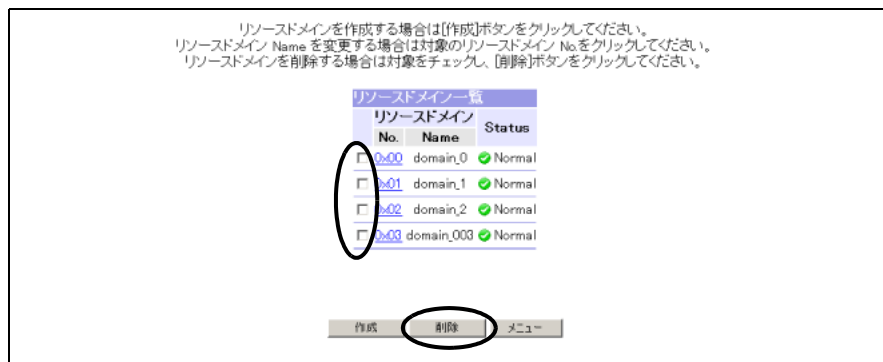 リソースドメインを作成する場合は[作成]ボタンをクリックしてください。
リソースドメイン Name を変更する場合は対象のリソースドメイン No.をクリックしてください。
リソースドメインを削除する場合は対象をチェックし、[削除]ボタンをクリックしてください。
リソースドメイン一覧
リソースドメイン Status
No. Name
0x00 domain_0 Normal
0x01 domain_1 Normal
0x02 domain_2 Normal
0x03 domain_003 Normal
作成 削除 メニュー